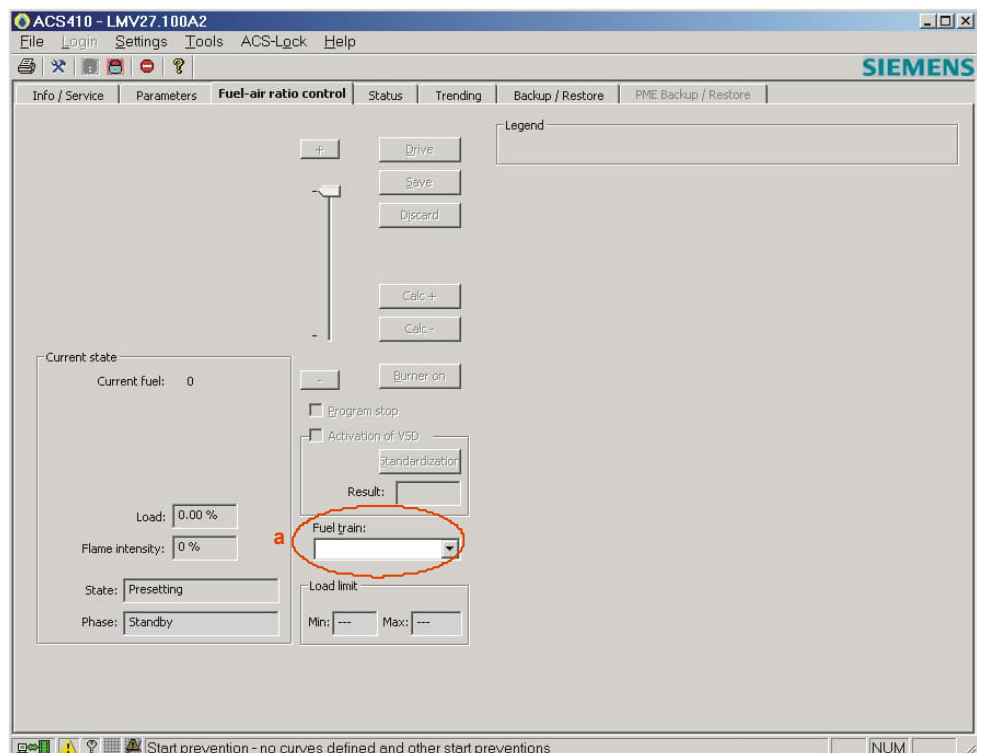 ACS410 - LMV27.100A2
File Login Settings Tools ACS-Lock Help
SIEMENS
Info / Service Parameters Fuel-air ratio control Status Trending Backup / Restore PME Backup / Restore
Legend
+ Drive
Save
Discard
Calc +
Calc -
Current state
Current fuel: 0
- Burner on
Program stop
Activation of VSD
Standardization
Result:
Load: 0.00 %
Fuel train:
a
Flame intensity: 0 %
State: Presetting
Load limit
Phase: Standby
Min: --- Max: ---
Start prevention - no curves defined and other start preventions NUM